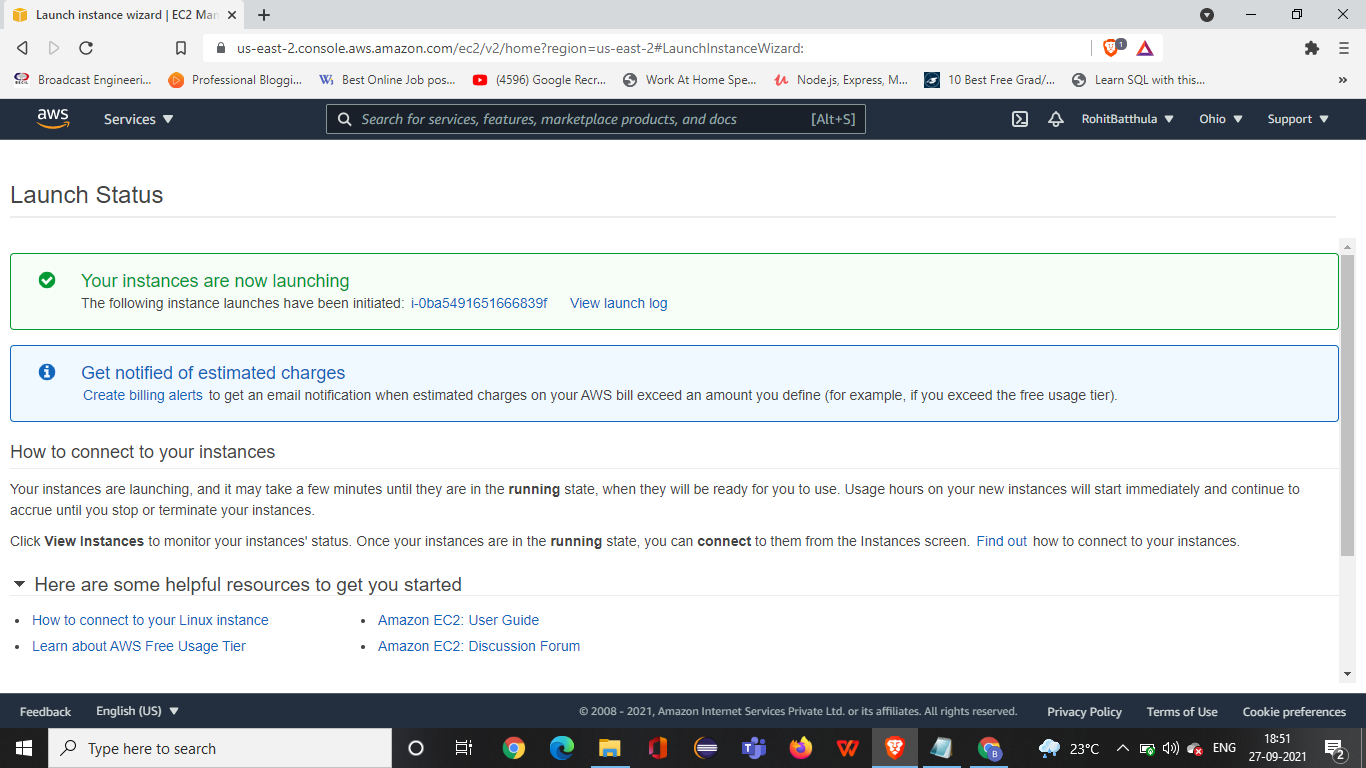 Launch instance wizard | EC2 Man
us-east-2.console.aws.amazon.com/ec2/v2/home?region=us-east-2#LaunchInstanceWizard:
1
Broadcast Engineeri...
Professional Bloggi...
Best Online Job pos...
(4596) Google Recr...
Work At Home Spe...
Node.js, Express, M...
10 Best Free Grad/...
Learn SQL with this...
»
aws
Services
Search for services, features, marketplace products, and docs
[Alt+S]
RohitBatthula
Ohio
Support
Launch Status
Your instances are now launching
The following instance launches have been initiated: i-0ba5491651666839f View launch log
Get notified of estimated charges
Create billing alerts to get an email notification when estimated charges on your AWS bill exceed an amount you define (for example, if you exceed the free usage tier).
How to connect to your instances
Your instances are launching, and it may take a few minutes until they are in the running state, when they will be ready for you to use. Usage hours on your new instances will start immediately and continue to
accrue until you stop or terminate your instances.
Click View Instances to monitor your instances' status. Once your instances are in the running state, you can connect to them from the Instances screen. Find out how to connect to your instances.
Here are some helpful resources to get you started
• How to connect to your Linux instance
• Amazon EC2: User Guide
• Learn about AWS Free Usage Tier
• Amazon EC2: Discussion Forum
Feedback
English (US)
© 2008 - 2021, Amazon Internet Services Private Ltd. or its affiliates. All rights reserved.
Privacy Policy
Terms of Use
Cookie preferences
Type here to search
23°C
ENG
18:51
27-09-2021
2